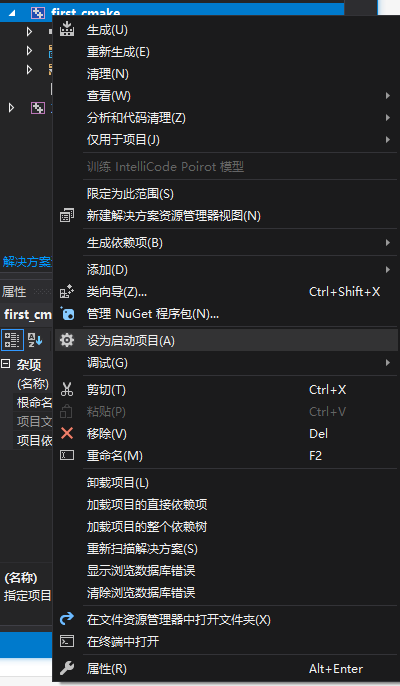 first_cmake
生成(U)
重新生成(E)
清理(N)
查看(W)
分析和代码清理(Z)
仅用于项目(J)
训练 IntelliCode Poirot 模型
限定为此范围(S)
新建解决方案资源管理器视图(N)
生成依赖项(B)
添加(D)
类向导(Z)... Ctrl+Shift+X
管理 NuGet 程序包(N)...
设为启动项目(A)
调试(G)
剪切(T) Ctrl+X
粘贴(P) Ctrl+V
移除(V) Del
重命名(M) F2
卸载项目(L)
加载项目的直接依赖项
加载项目的整个依赖树
重新扫描解决方案(S)
显示浏览数据库错误
清除浏览数据库错误
在文件资源管理器中打开文件夹(X)
在终端中打开
属性(R) Alt+Enter
解决方案
属性
first_cm
杂项
(名称)
根命名
项目文
项目依
(名称)
指定项目